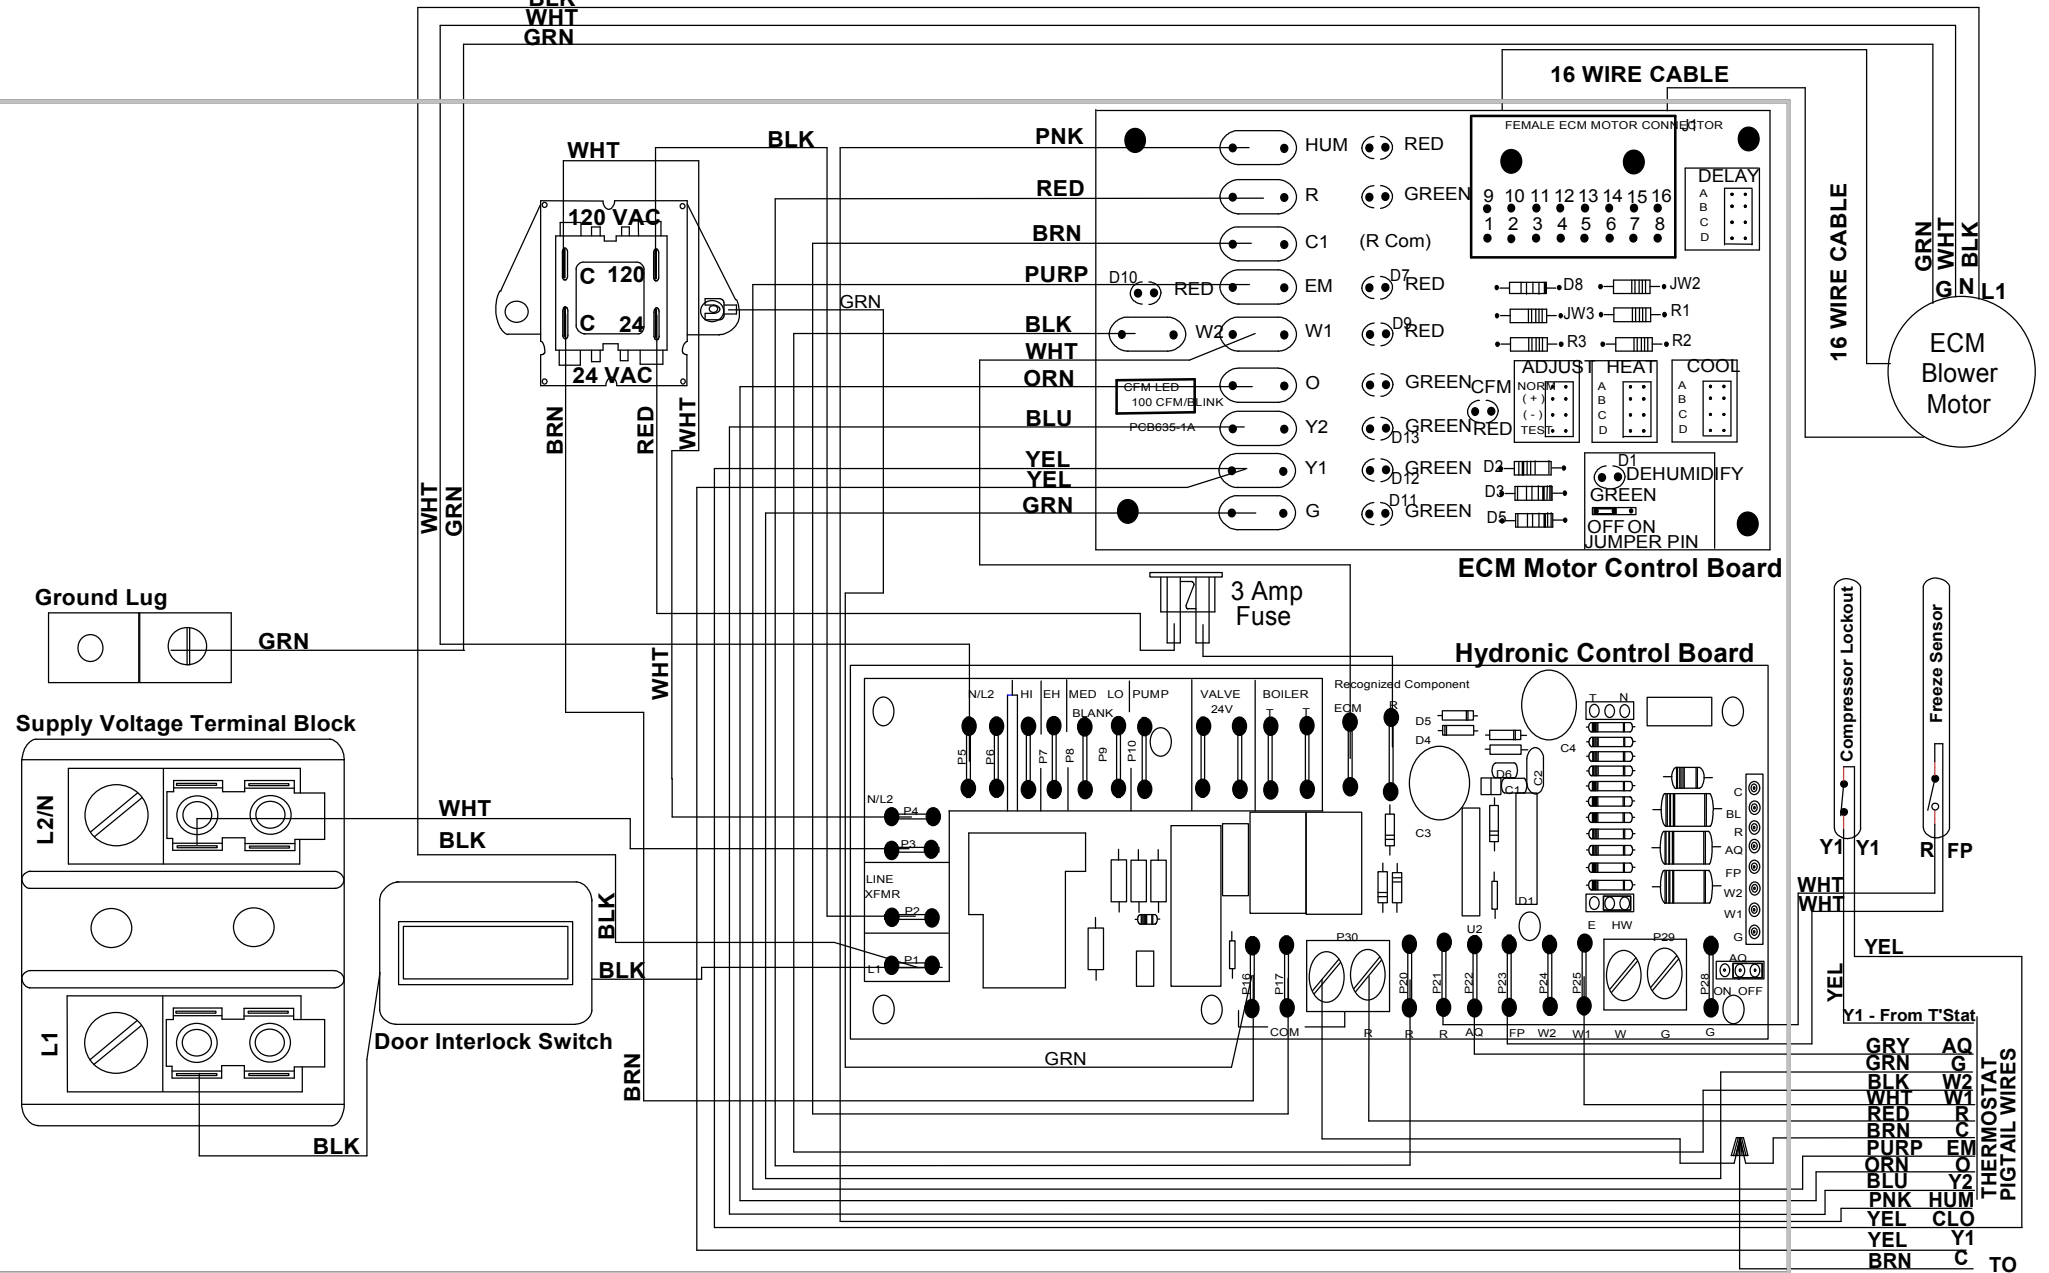 BLK
WHT
GRN
16 WIRE CABLE
BLK
WHT
120 VAC
C 120
C 24
24 VAC
BRN
RED
WHT
GRN
PNK
RED
BRN
PURP
BLK
WHT
ORN
BLU
YEL
YEL
GRN
HUM
RED
R
GREEN
C1
(R Com)
EM
D7
RED
D10
RED
W2
W1
D9
RED
CFM LED
100 CFM/BLINK
PCB635-1A
O
GREEN
Y2
GREEN
D13
Y1
GREEN
D12
G
D11
GREEN
FEMALE ECM MOTOR CONNECTOR
J1
9 10 11 12 13 14 15 16
1 2 3 4 5 6 7 8
DELAY
A
B
C
D
D8
JW2
JW3
R1
R3
R2
CFM
RED
ADJUST
NORM
(+)
(-)
TEST
HEAT
A
B
C
D
COOL
A
B
C
D
D2
D3
D5
D1
DEHUMIDIFY
GREEN
OFF ON
JUMPER PIN
ECM Motor Control Board
16 WIRE CABLE
GRN
WHT
BLK
G N L1
ECM
Blower
Motor
WHT
GRN
Ground Lug
GRN
WHT
3 Amp
Fuse
Hydronic Control Board
Compressor Lockout
Freeze Sensor
Supply Voltage Terminal Block
L2/N
L1
WHT
BLK
BLK
BLK
Door Interlock Switch
BRN
BLK
N/L2
HI
EH
MED
LO
PUMP
BLANK
VALVE
24V
BOILER
T T
Recognized Component
ECM
R
P5
P6
P7
P8
P9
P10
N/L2
P4
P3
LINE
XFMR
P2
L1
P1
D5
D4
C3
D6
C1
C2
C4
T N
D1
U2
E HW
C
BL
R
AQ
FP
W2
W1
G
AQ
ON OFF
P16
P17
P30
P20
P21
P22
P23
P24
P25
P29
P28
COM
R
R
R
AQ
FP
W2
W1
W
G
G
GRN
Y1 Y1
R FP
WHT
WHT
YEL
YEL
Y1 - From T'Stat
GRY AQ
GRN G
BLK W2
WHT W1
RED R
BRN C
PURP EM
ORN O
BLU Y2
PNK HUM
YEL CLO
YEL Y1
BRN C
TO
THERMOSTAT
PIGTAIL WIRES